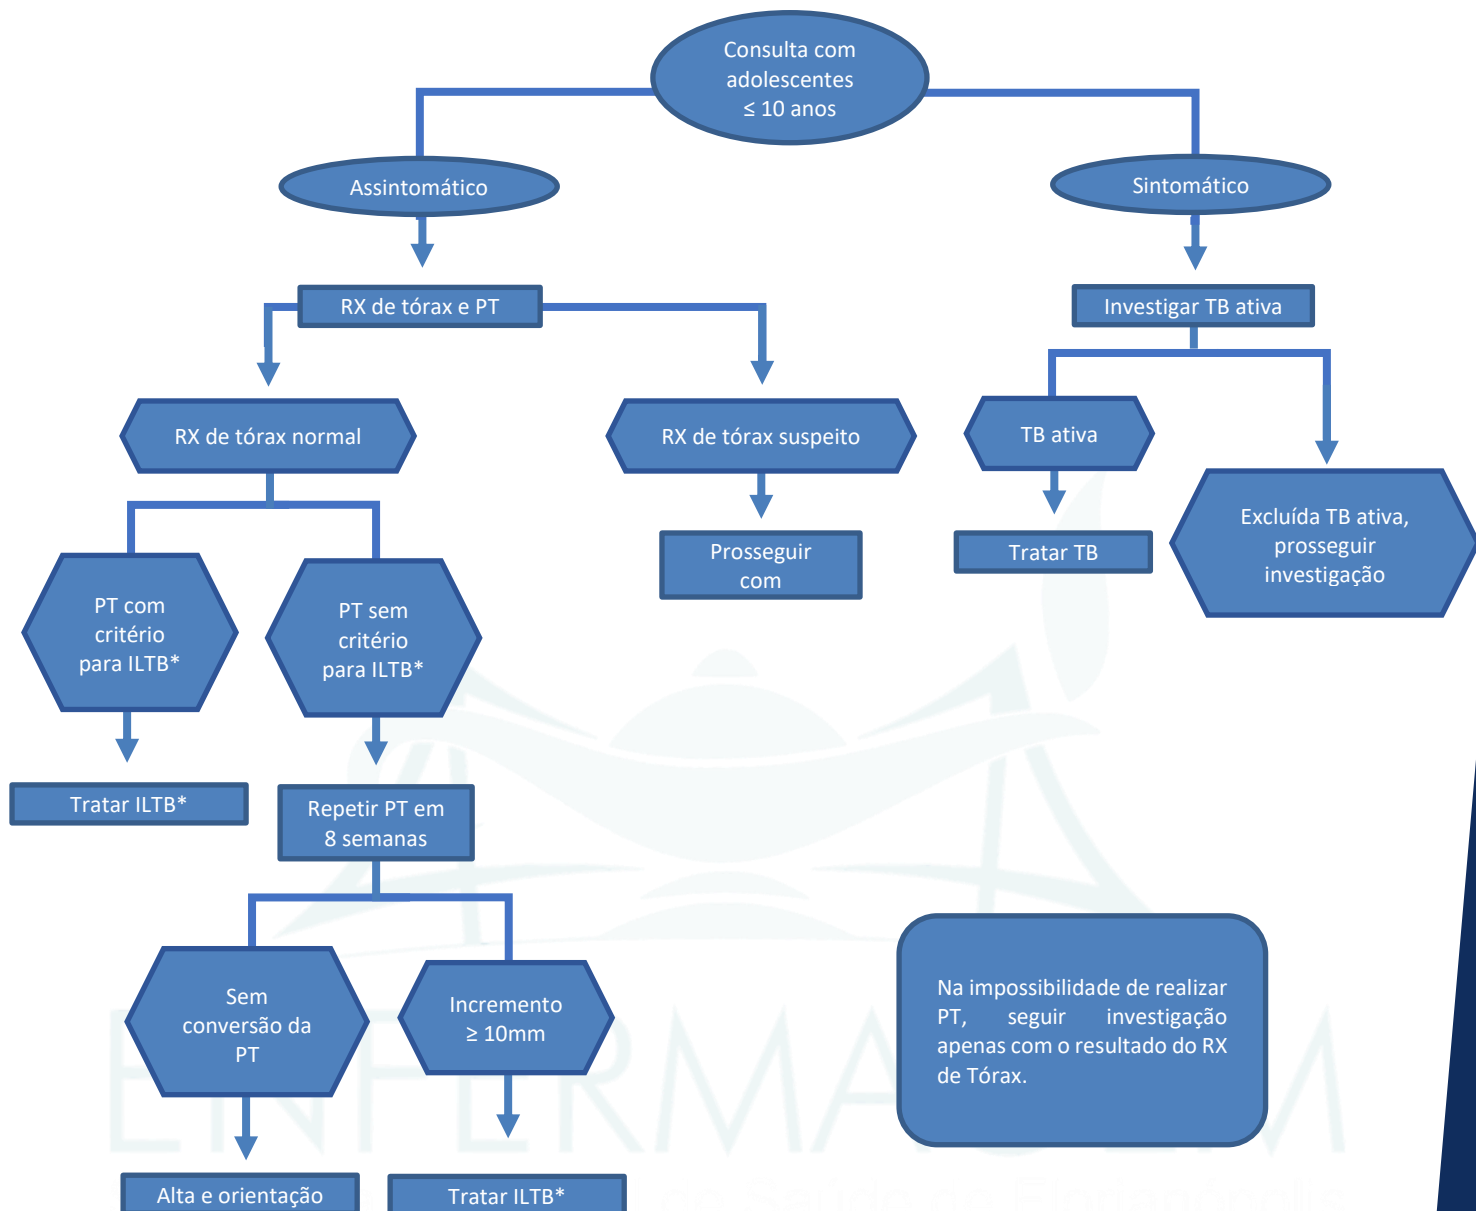 Consulta com
adolescentes
≤ 10 anos
Assintomático
Sintomático
RX de tórax e PT
Investigar TB ativa
RX de tórax normal
RX de tórax suspeito
TB ativa
Excluída TB ativa,
prosseguir
investigação
Prosseguir
com
Tratar TB
PT com
critério
para ILTB*
PT sem
critério
para ILTB*
Tratar ILTB*
Repetir PT em
8 semanas
Sem
conversão da
PT
Incremento
≥ 10mm
Na impossibilidade de realizar
PT, seguir investigação
apenas com o resultado do RX
de Tórax.
Alta e orientação
Tratar ILTB*